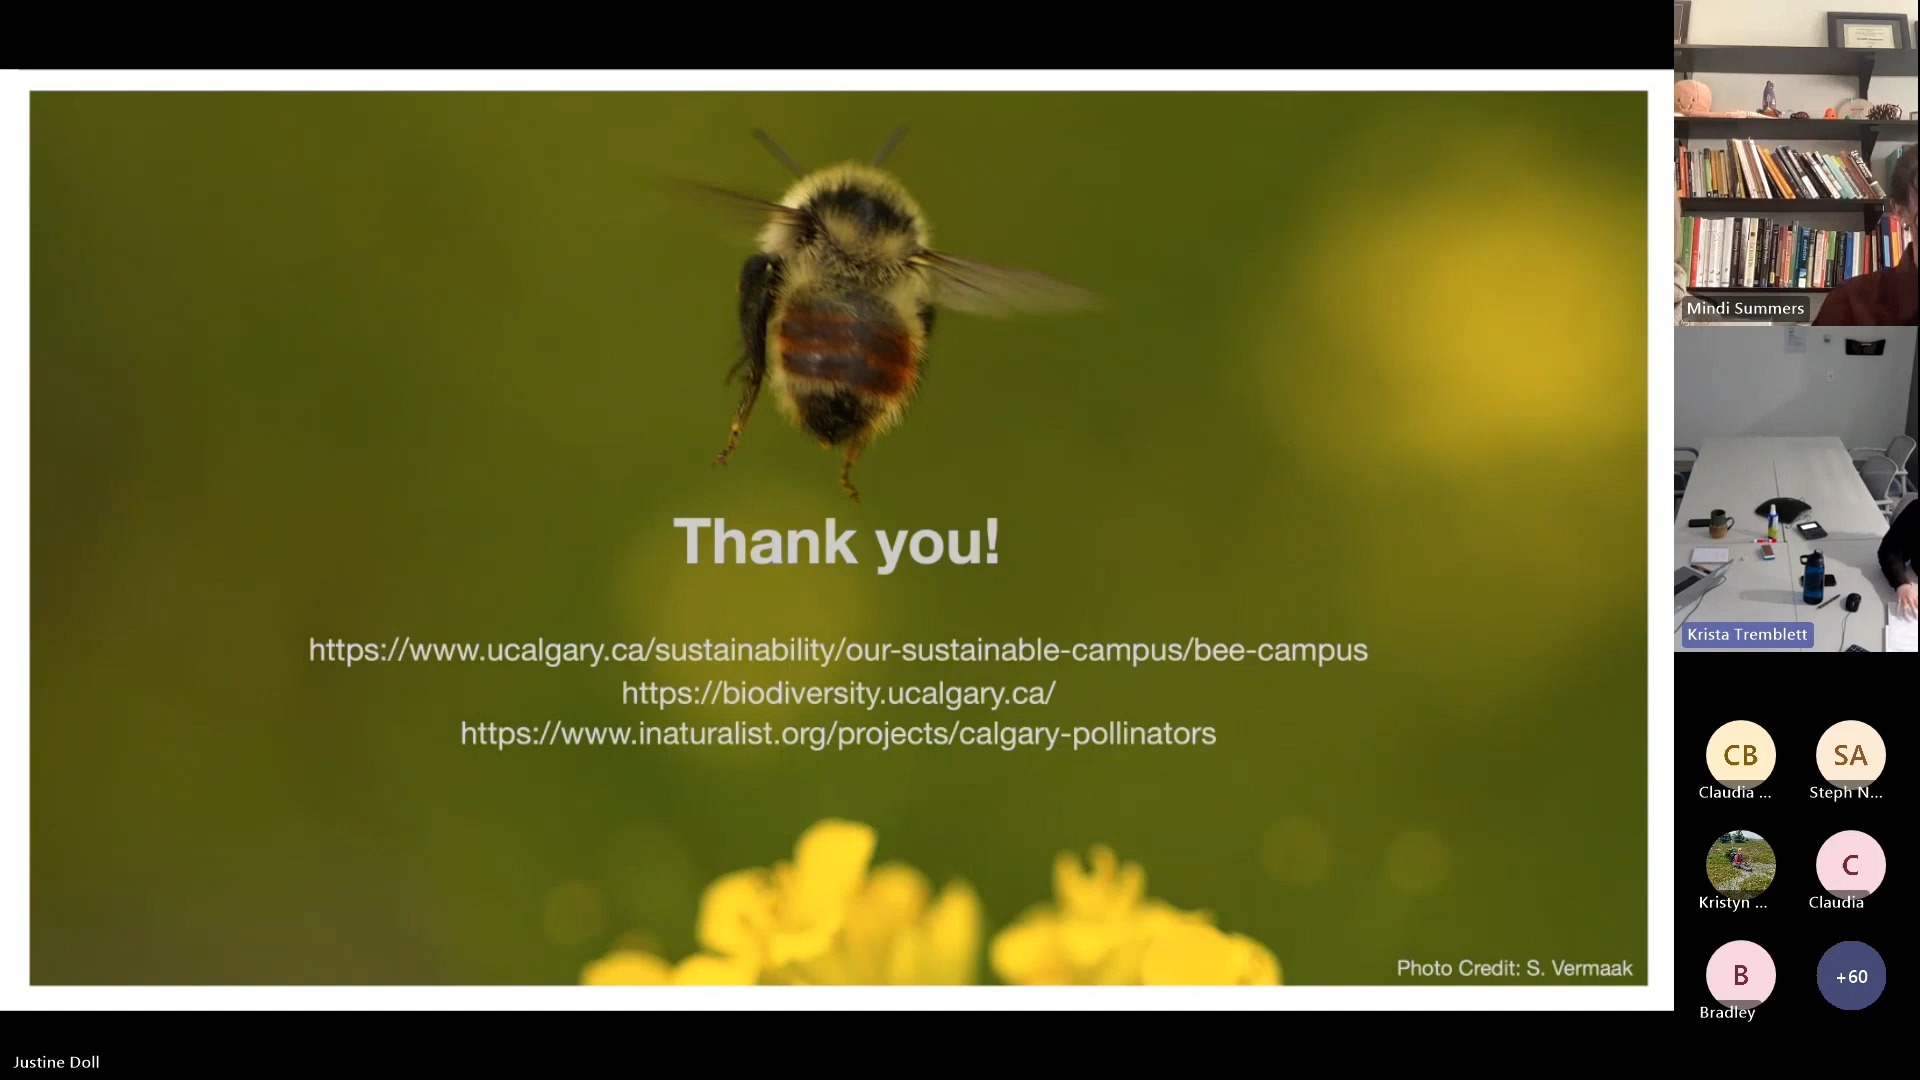 Thank you!
https://www.ucalgary.ca/sustainability/our-sustainable-campus/bee-campus
https://biodiversity.ucalgary.ca/
https://www.inaturalist.org/projects/calgary-pollinators
Photo Credit: S. Vermaak
Justine Doll
Mindi Summers
Krista Tremblett
CB
Claudia ...
SA
Steph N...
Kristyn ...
C
Claudia
B
Bradley
+60